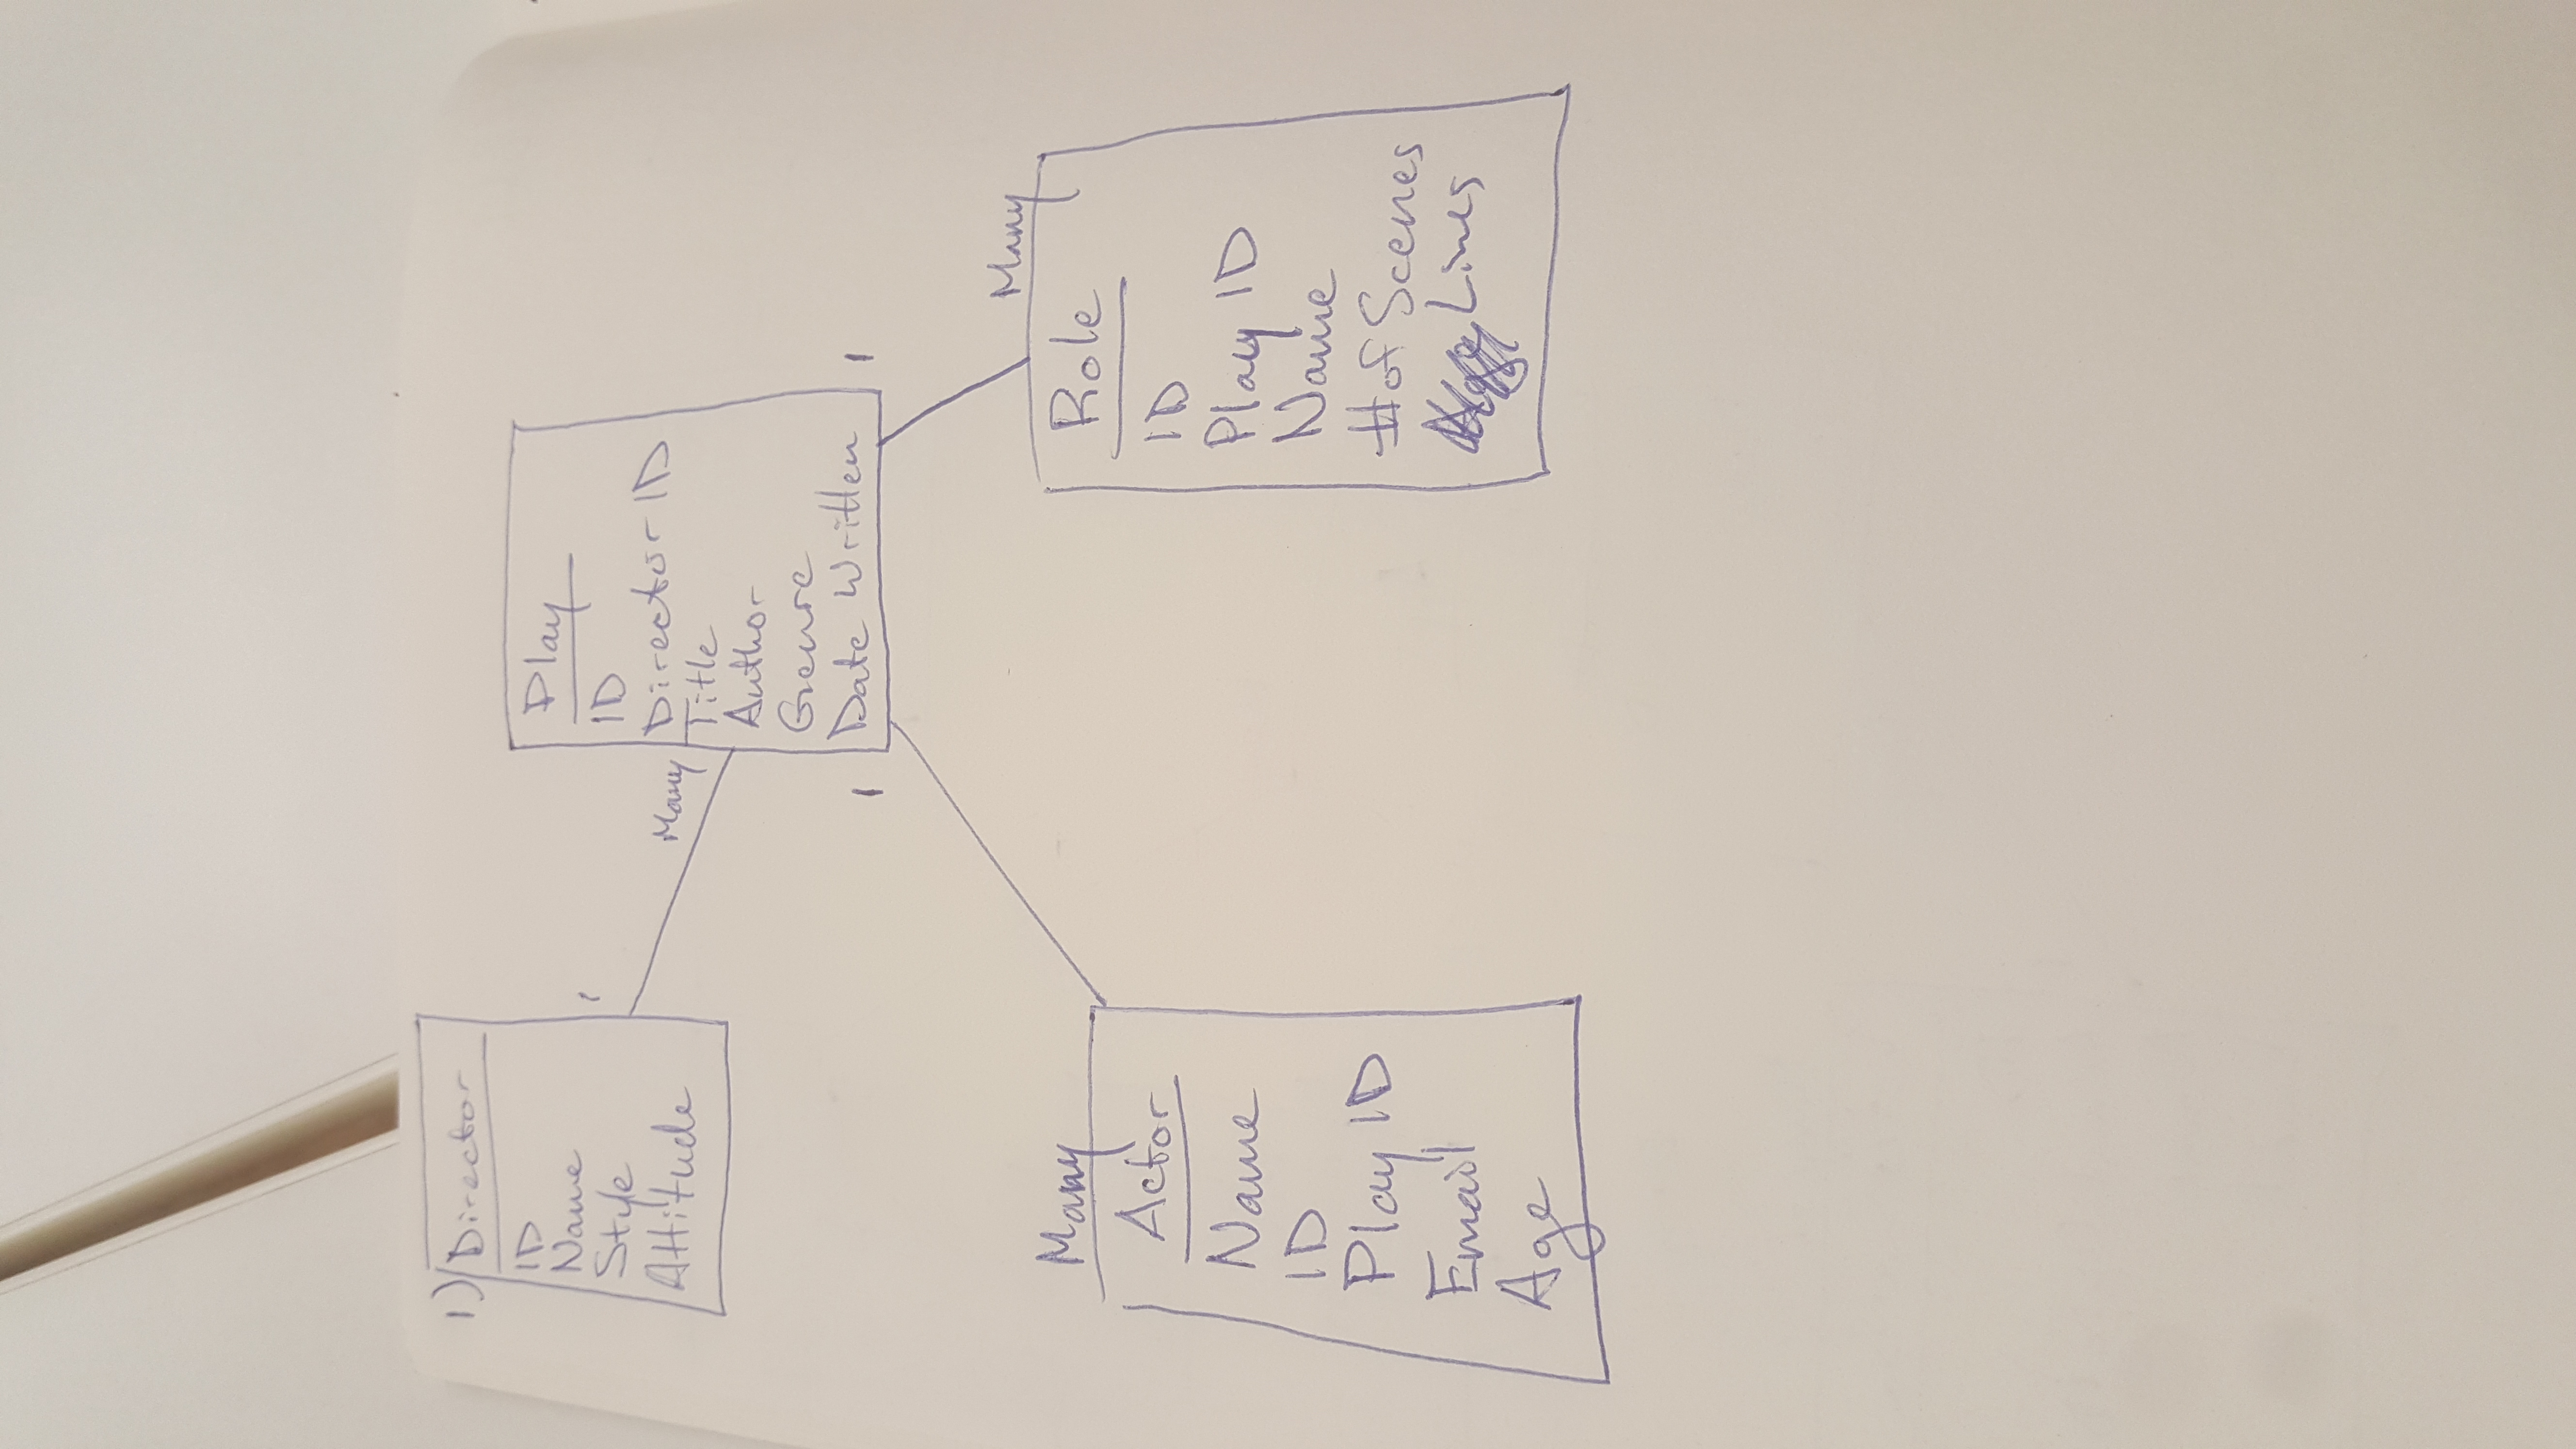 1) Director
ID
Name
Style
Attitude
1
Many
Play
ID
Director ID
Title
Author
Genre
Date Written
1
1
Many
Actor
Name
ID
Play ID
Email
Age
Many
Role
ID
Play ID
Name
# of Scenes
Lines